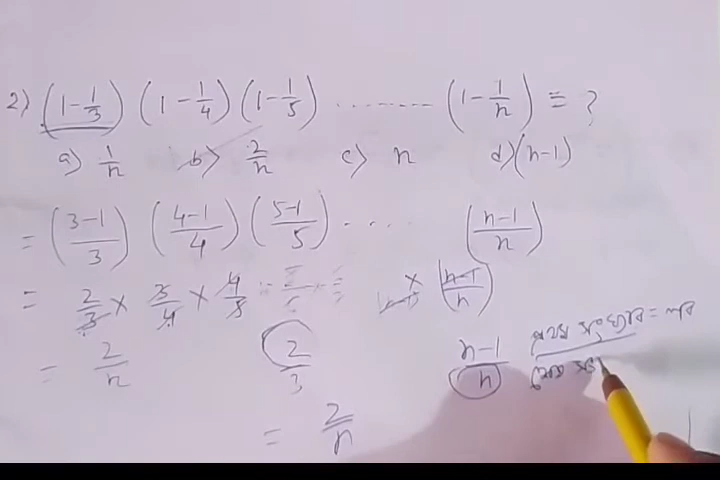 2) (1-1/3) (1-1/4) (1-1/5) ........ (1-1/n) = ?
a) 1/n b) 2/n c) n d) (n-1)
= ((3-1)/3) ((4-1)/4) ((5-1)/5) .... ((n-1)/n)
= 2/3 × 3/4 × 4/5 ... × ((n-1)/n)
= 2/n 2/3 (n-1)/n
= 2/n